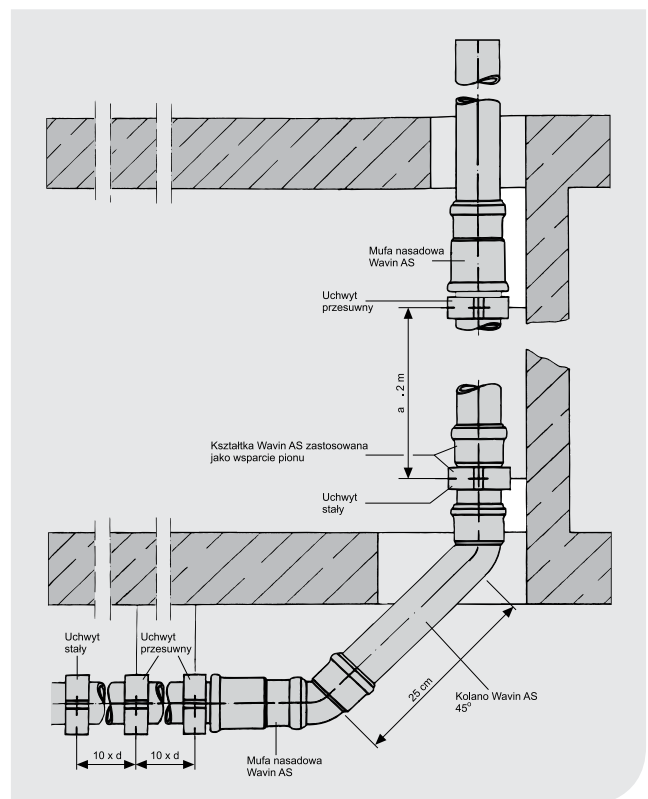 Mufa nasadowa
Wavin AS
Uchwyt
przesuwny
a .2 m
Kształtka Wavin AS zastosowana
jako wsparcie pionu
Uchwyt
stały
Uchwyt
stały
Uchwyt
przesuwny
25 cm
Kolano Wavin AS
45°
10 x d
10 x d
Mufa nasadowa
Wavin AS